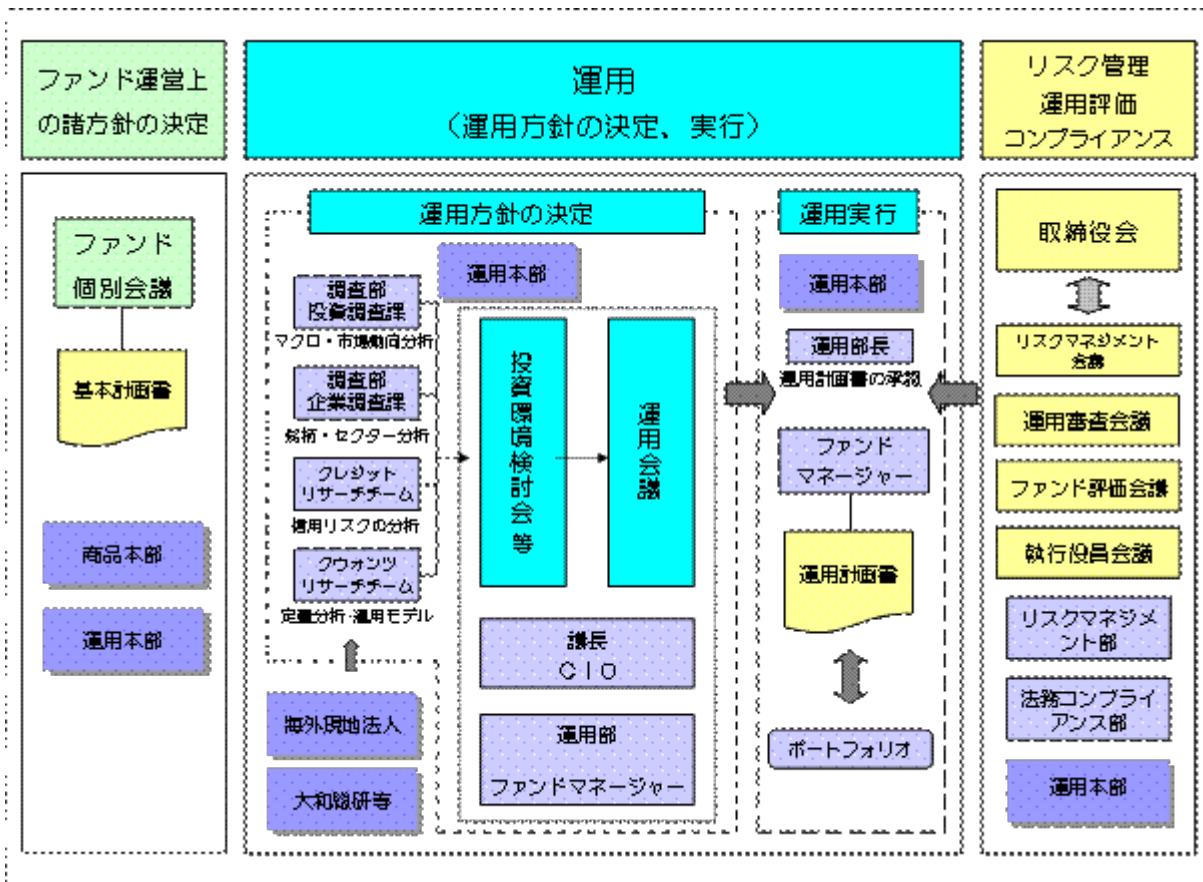 ファンド運営上
の諸方針の決定
運用
(運用方針の決定、実行)
リスク管理
運用評価
コンプライアンス
ファンド
個別会議
基本計画書
商品本部
運用本部
運用方針の決定
運用本部
調査部
投資調査課
マクロ・市場動向分析
調査部
企業調査課
銘柄・セクター分析
クレジット
リサーチチーム
信用リスクの分析
クウォンツ
リサーチチーム
定量分析・運用モデル
海外現地法人
大和総研等
投資環境検討会等
運用会議
議長
CIO
運用部
ファンドマネージャー
運用実行
運用本部
運用部長
運用計画書の承認
ファンド
マネージャー
運用計画書
ポートフォリオ
取締役会
リスクマネジメント
会議
運用審査会議
ファンド評価会議
執行役員会議
リスクマネジメ
ント部
法務コンプライ
アンス部
運用本部